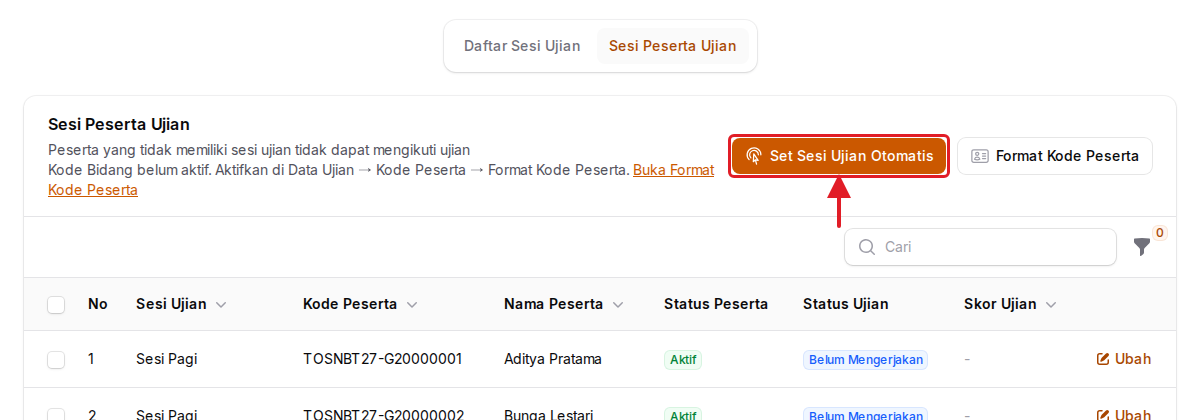 Daftar Sesi Ujian
Sesi Peserta Ujian
Sesi Peserta Ujian
Peserta yang tidak memiliki sesi ujian tidak dapat mengikuti ujian
Kode Bidang belum aktif. Aktifkan di Data Ujian → Kode Peserta → Format Kode Peserta. Buka Format
Kode Peserta
Set Sesi Ujian Otomatis
Format Kode Peserta
Cari
0
No Sesi Ujian Kode Peserta Nama Peserta Status Peserta Status Ujian Skor Ujian
1 Sesi Pagi TOSNBT27-G20000001 Aditya Pratama Aktif Belum Mengerjakan - Ubah
2 Sesi Pagi TOSNBT27-G20000002 Bunga Lestari Aktif Belum Mengerjakan - Ubah